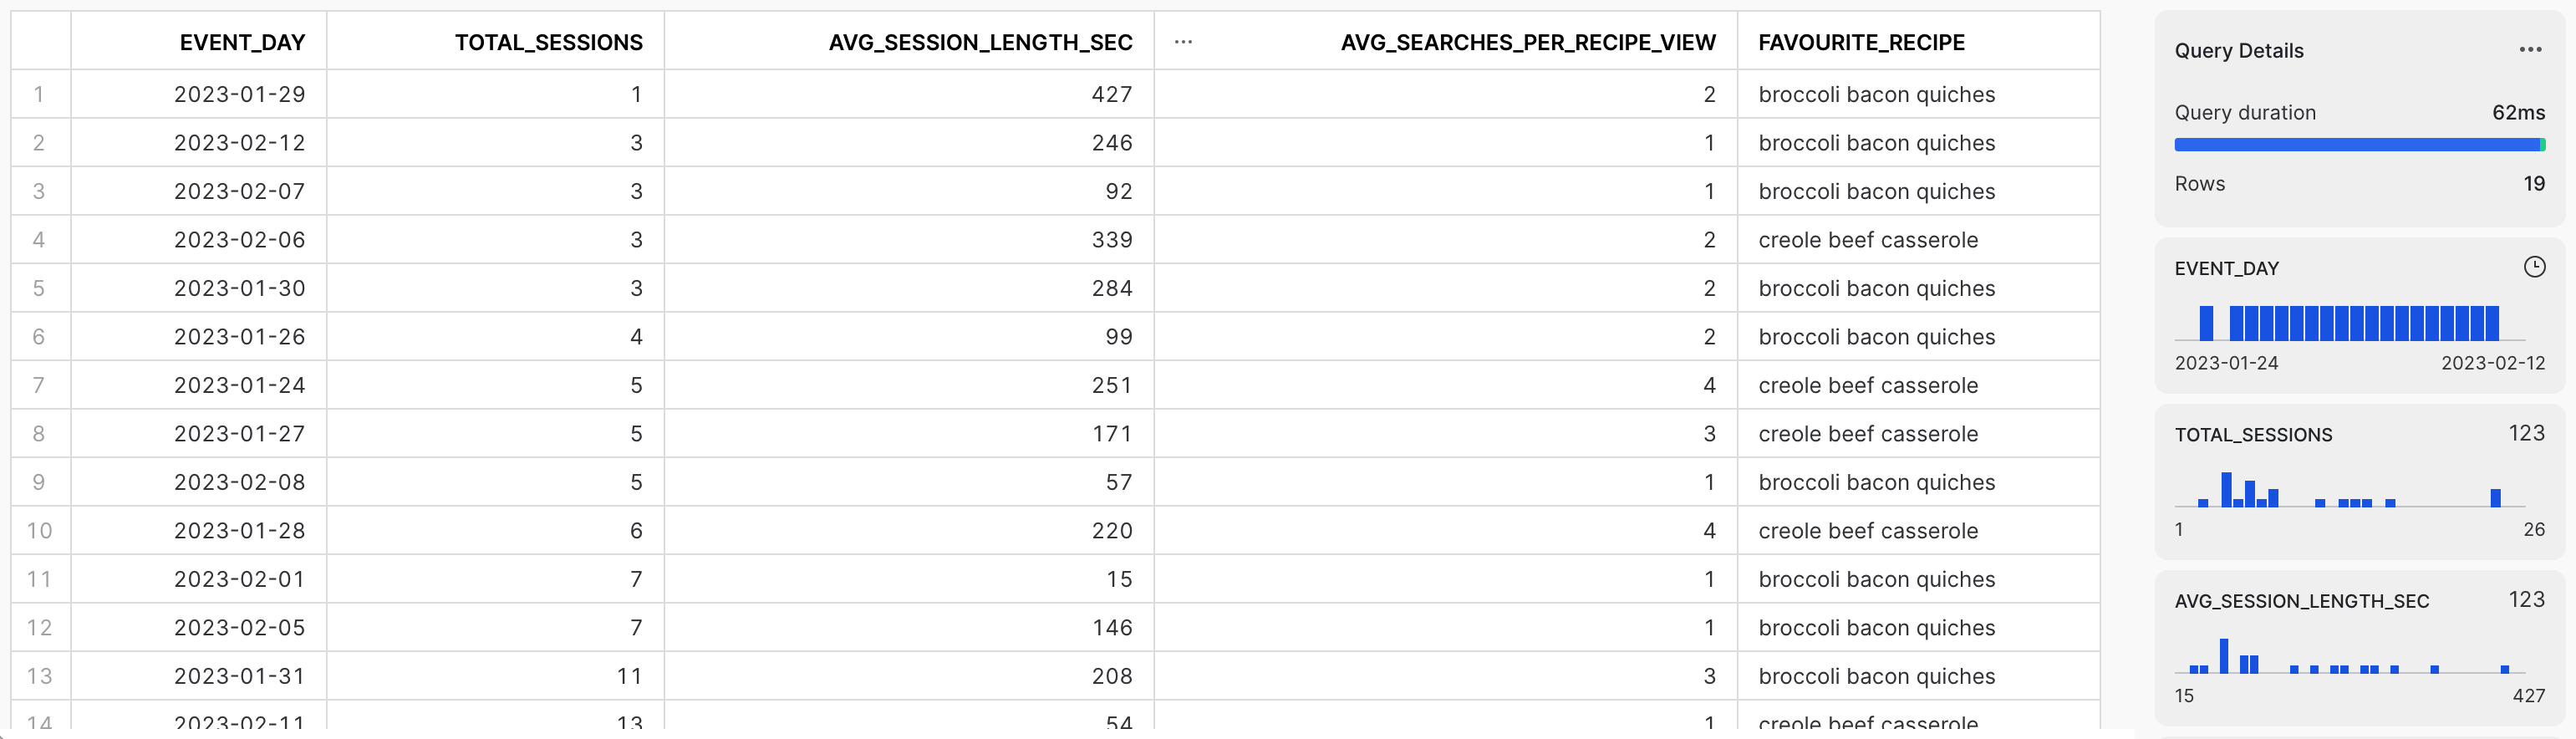 EVENT_DAY TOTAL_SESSIONS AVG_SESSION_LENGTH_SEC ... AVG_SEARCHES_PER_RECIPE_VIEW FAVOURITE_RECIPE
1 2023-01-29 1 427 2 broccoli bacon quiches
2 2023-02-12 3 246 1 broccoli bacon quiches
3 2023-02-07 3 92 1 broccoli bacon quiches
4 2023-02-06 3 339 2 creole beef casserole
5 2023-01-30 3 284 2 broccoli bacon quiches
6 2023-01-26 4 99 2 broccoli bacon quiches
7 2023-01-24 5 251 4 creole beef casserole
8 2023-01-27 5 171 3 creole beef casserole
9 2023-02-08 5 57 1 broccoli bacon quiches
10 2023-01-28 6 220 4 creole beef casserole
11 2023-02-01 7 15 1 broccoli bacon quiches
12 2023-02-05 7 146 1 broccoli bacon quiches
13 2023-01-31 11 208 3 broccoli bacon quiches
14 2023-02-11 13 54 1 creole beef casserole
Query Details ...
Query duration 62ms
Rows 19
EVENT_DAY
2023-01-24 2023-02-12
TOTAL_SESSIONS 123
1 26
AVG_SESSION_LENGTH_SEC 123
15 427